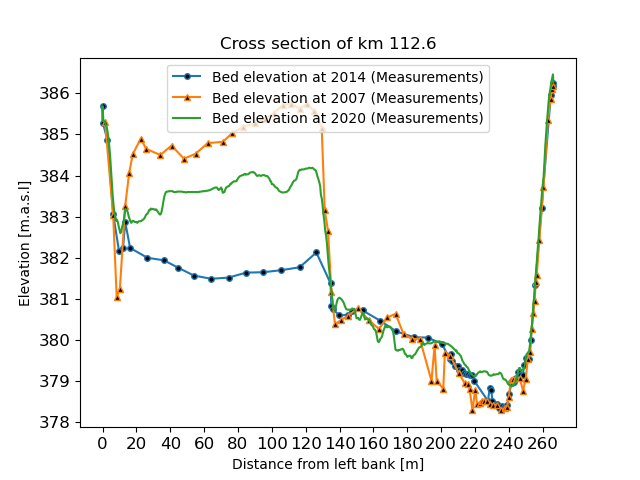 Cross section of km 112.6
Bed elevation at 2014 (Measurements)
Bed elevation at 2007 (Measurements)
Bed elevation at 2020 (Measurements)
386
385
384
383
382
381
380
379
378
Elevation [m.a.s.l]
0 20 40 60 80 100 120 140 160 180 200 220 240 260
Distance from left bank [m]